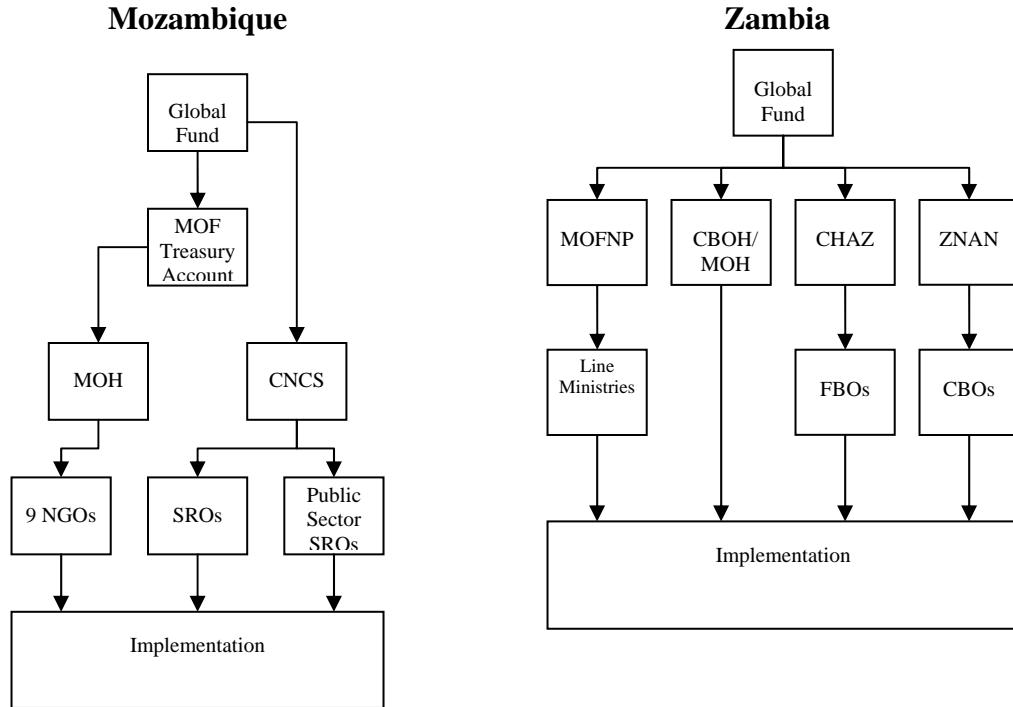 Mozambique
Global
Fund
MOF
Treasury
Account
MOH
CNCS
9 NGOs
SROs
Public
Sector
SROs
Implementation
Zambia
Global
Fund
MOFNP
CBOH/
MOH
CHAZ
ZNAN
Line
Ministries
FBOs
CBOs
Implementation